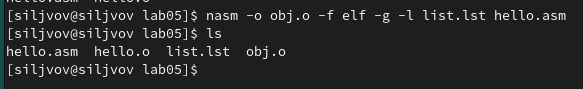 [siljvov@siljvov lab05]$ nasm -o obj.o -f elf -g -l list.lst hello.asm
[siljvov@siljvov lab05]$ ls
hello.asm  hello.o  list.lst  obj.o
[siljvov@siljvov lab05]$